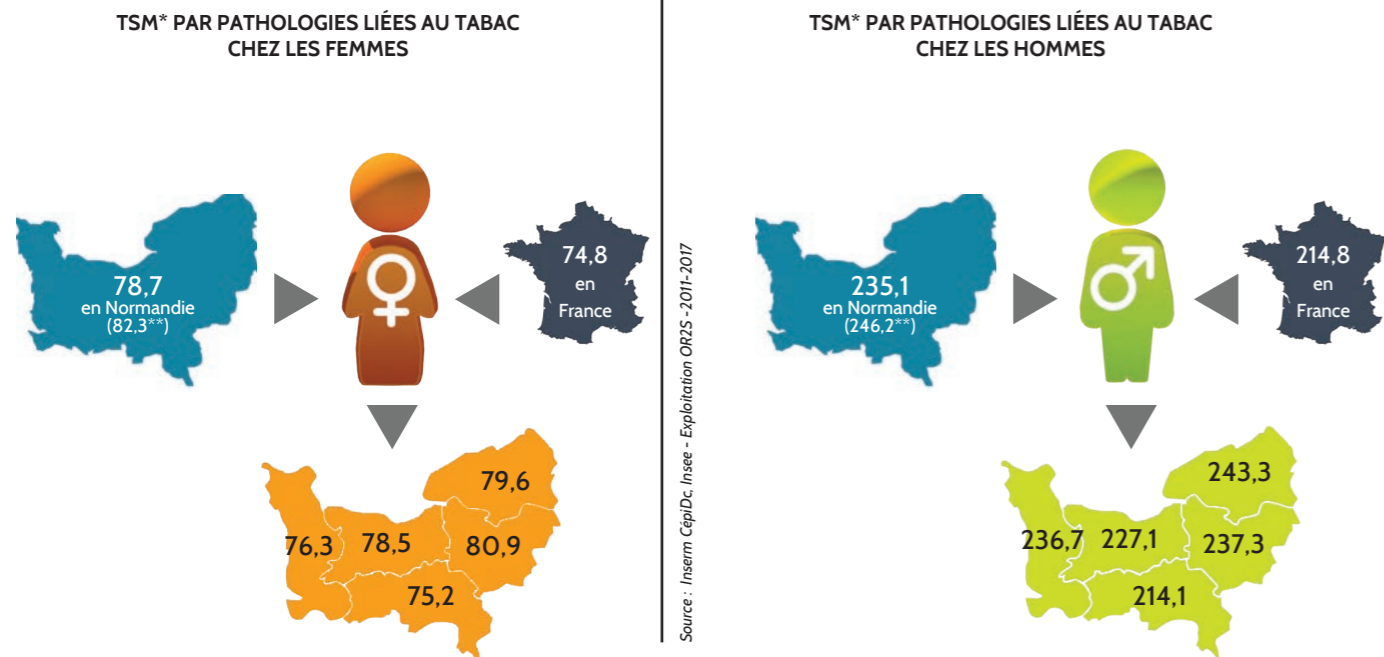 TSM* PAR PATHOLOGIES LIÉES AU TABAC
CHEZ LES FEMMES
78,7
en Normandie
(82,3**)
74,8
en
France
79,6
76,3
78,5
80,9
75,2
Source : Inserm CépiDc, Insee - Exploitation OR2S - 2011-2017
TSM* PAR PATHOLOGIES LIÉES AU TABAC
CHEZ LES HOMMES
235,1
en Normandie
(246,2**)
214,8
en
France
243,3
236,7
227,1
237,3
214,1